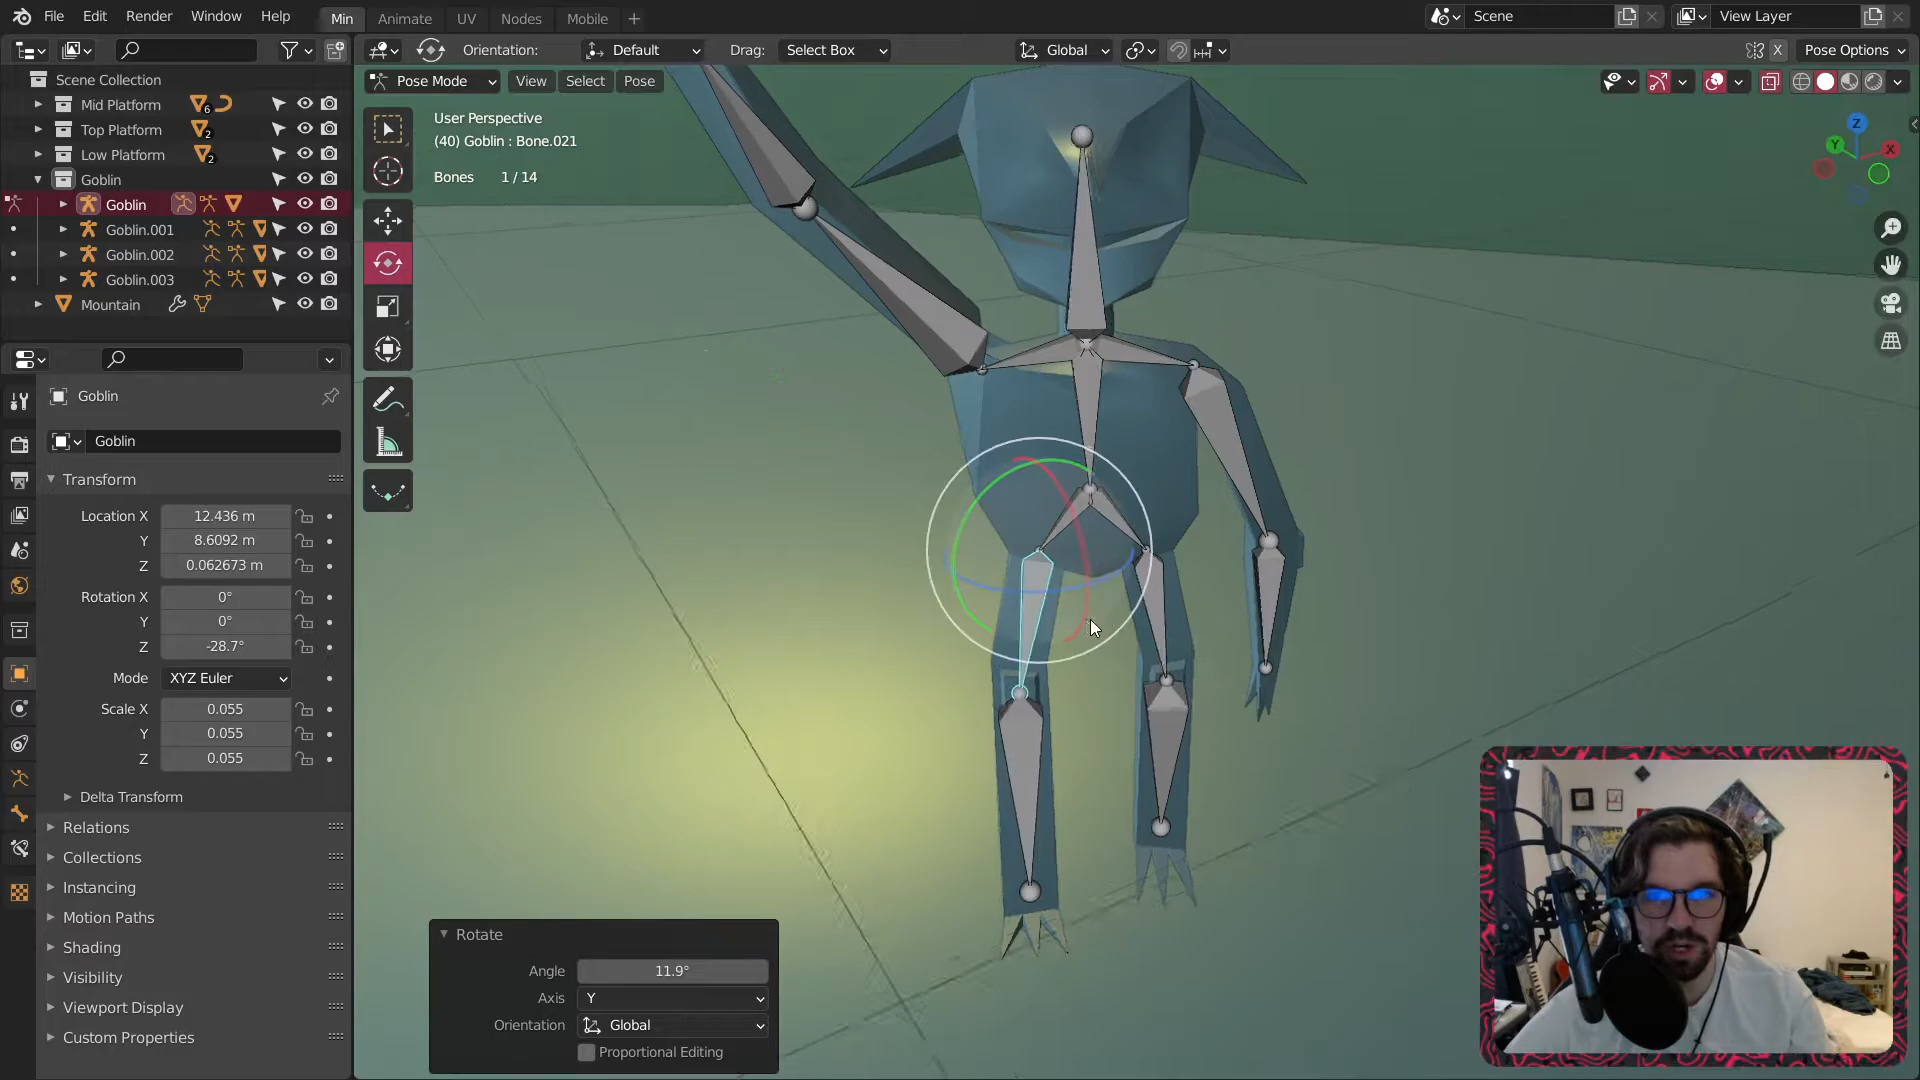 File Edit Render Window Help Min Animate UV Nodes Mobile Scene View Layer
Orientation: Default Drag: Select Box Global X Pose Options
Pose Mode View Select Pose
Scene Collection
Mid Platform 6
Top Platform 2
Low Platform 2
Goblin
Goblin
Goblin.001
Goblin.002
Goblin.003
Mountain
User Perspective
(40) Goblin : Bone.021
Bones 1 / 14
Z
Y
X
Goblin
Goblin
Transform
Location X 12.436 m
Y 8.6092 m
Z 0.062673 m
Rotation X 0°
Y 0°
Z -28.7°
Mode XYZ Euler
Scale X 0.055
Y 0.055
Z 0.055
Delta Transform
Relations
Collections
Instancing
Motion Paths
Shading
Visibility
Viewport Display
Custom Properties
Rotate
Angle 11.9°
Axis Y
Orientation Global
Proportional Editing